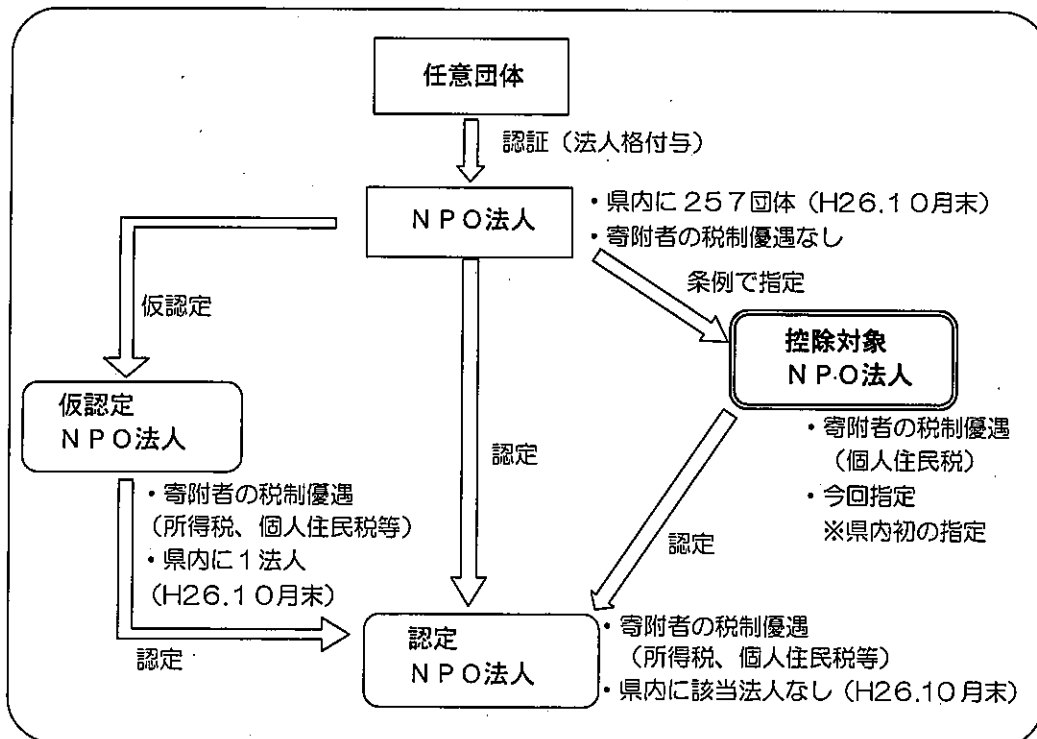 任意団体
認証（法人格付与）
ＮＰＯ法人
・県内に２５７団体（H26.１０月末）
・寄附者の税制優遇なし
条例で指定
仮認定
控除対象
ＮＰＯ法人
仮認定
ＮＰＯ法人
・寄附者の税制優遇
（個人住民税）
・今回指定
※県内初の指定
認定
・寄附者の税制優遇
（所得税、個人住民税等）
・県内に１法人
（H26.１０月末）
認定
認定
認定
ＮＰＯ法人
・寄附者の税制優遇
（所得税、個人住民税等）
・県内に該当法人なし（H26.10月末）